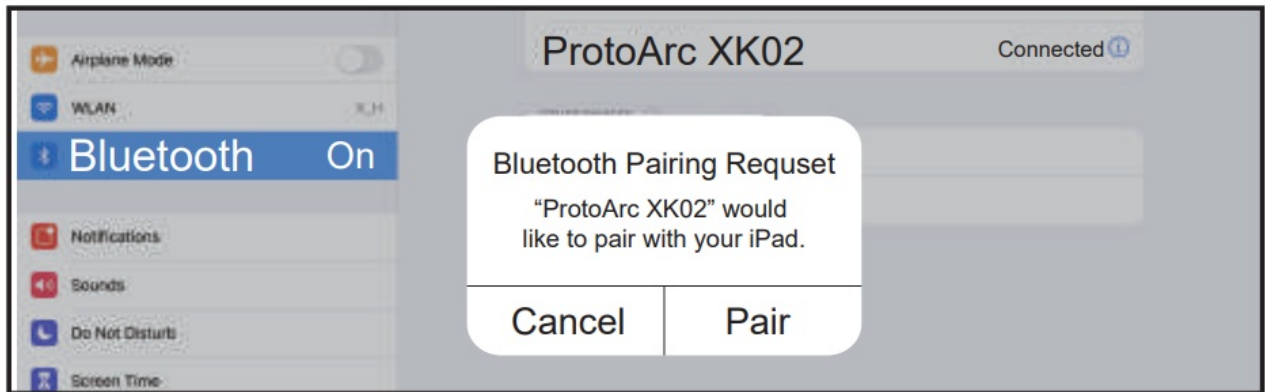 Airplane Mode
WLAN
X_H
Bluetooth On
Notifications
Sounds
Do Not Disturb
Screen Time
ProtoArc XK02 Connected
Bluetooth Pairing Requset
“ProtoArc XK02” would
like to pair with your iPad.
Cancel Pair